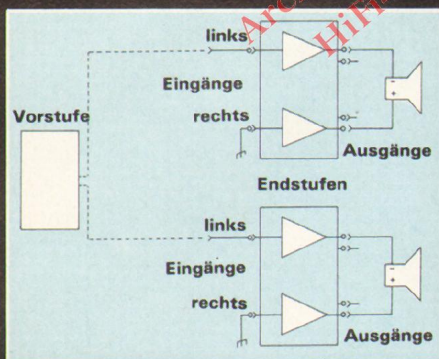 links
Eingänge
rechts
Vorstufe
Ausgänge
Endstufen
links
Eingänge
rechts
Ausgänge